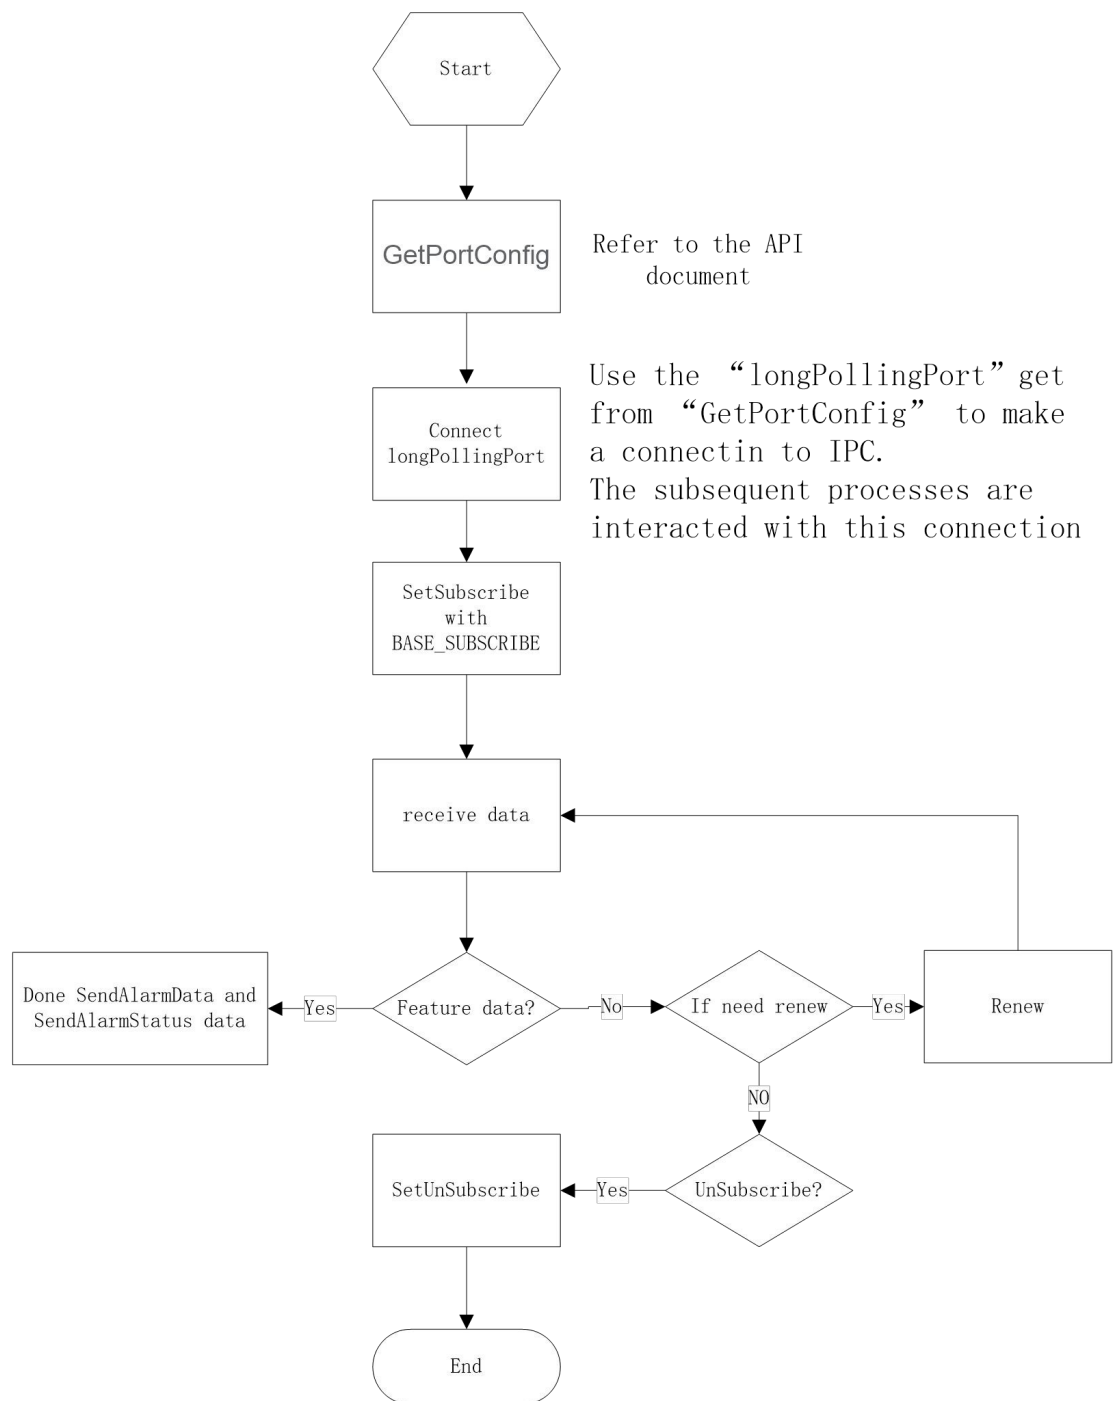 Start
GetPortConfig
Refer to the API
document
Connect
longPollingPort
Use the “longPollingPort” get
from “GetPortConfig” to make
a connectin to IPC.
The subsequent processes are
interacted with this connection
SetSubscribe
with
BASE_SUBSCRIBE
receive data
Done SendAlarmData and
SendAlarmStatus data
Yes
Feature data?
No
If need renew
Yes
Renew
NO
SetUnSubscribe
Yes
UnSubscribe?
End